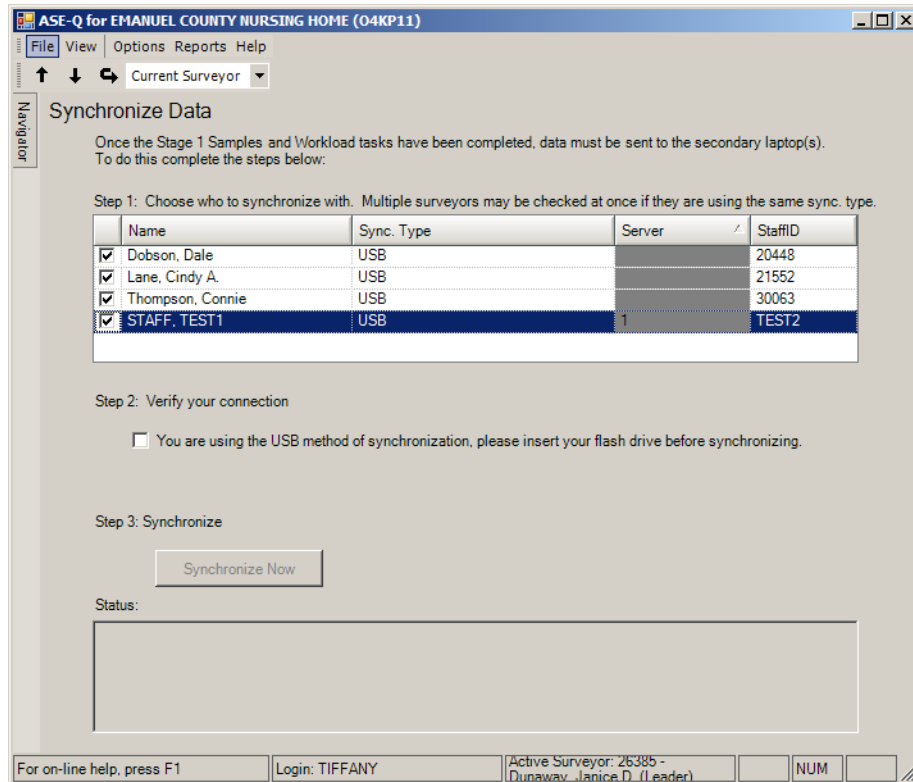 ASE-Q for EMANUEL COUNTY NURSING HOME (O4KP11)
File View Options Reports Help
Current Surveyor
Navigator
Synchronize Data
Once the Stage 1 Samples and Workload tasks have been completed, data must be sent to the secondary laptop(s).
To do this complete the steps below:
Step 1: Choose who to synchronize with. Multiple surveyors may be checked at once if they are using the same sync. type.
Name Sync. Type Server StaffID
Dobson, Dale USB 20448
Lane, Cindy A. USB 21552
Thompson, Connie USB 30063
STAFF, TEST1 USB 1 TEST2
Step 2: Verify your connection
You are using the USB method of synchronization, please insert your flash drive before synchronizing.
Step 3: Synchronize
Synchronize Now
Status:
For on-line help, press F1 Login: TIFFANY Active Surveyor: 26385 - NUM
Dunaway, Janice D. (Leader)